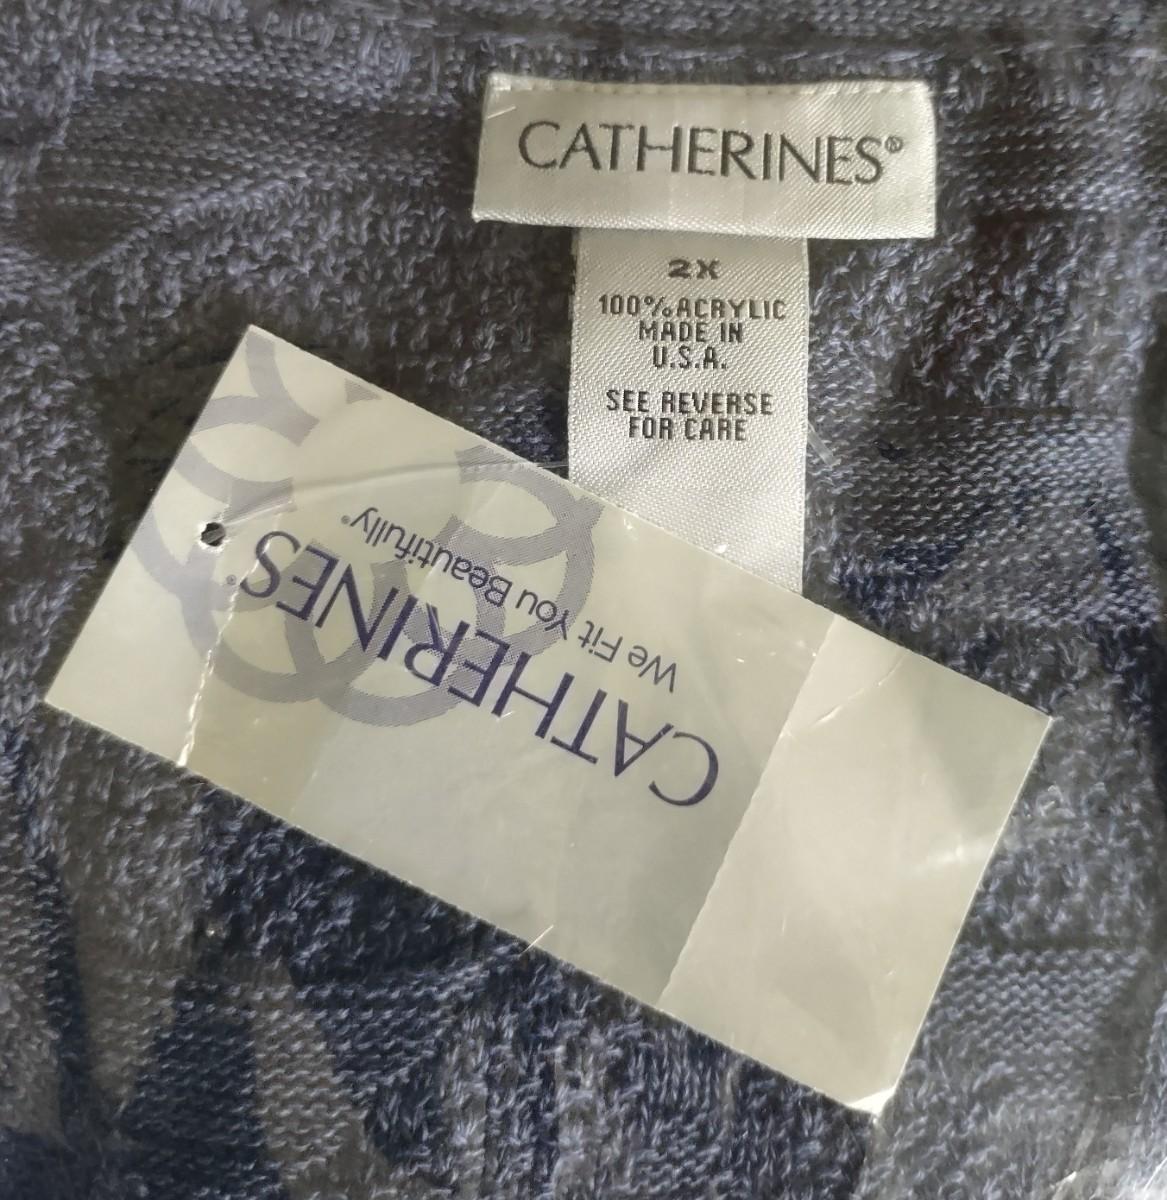 CATHERINES®
2X
100% ACRYLIC
MADE IN
U.S.A.
SEE REVERSE
FOR CARE
CATHERINES®
We Fit You Beautifully®